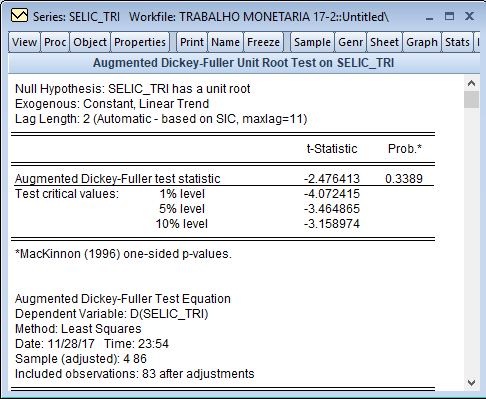 Series: SELIC_TRI   Workfile: TRABALHO MONETARIA 17-2::Untitled\
View Proc Object Properties Print Name Freeze Sample Genr Sheet Graph Stats
Augmented Dickey-Fuller Unit Root Test on SELIC_TRI
Null Hypothesis: SELIC_TRI has a unit root
Exogenous: Constant, Linear Trend
Lag Length: 2 (Automatic - based on SIC, maxlag=11)
t-Statistic   Prob.*
Augmented Dickey-Fuller test statistic   -2.476413   0.3389
Test critical values:   1% level   -4.072415
5% level   -3.464865
10% level   -3.158974
*MacKinnon (1996) one-sided p-values.
Augmented Dickey-Fuller Test Equation
Dependent Variable: D(SELIC_TRI)
Method: Least Squares
Date: 11/28/17   Time: 23:54
Sample (adjusted): 4 86
Included observations: 83 after adjustments